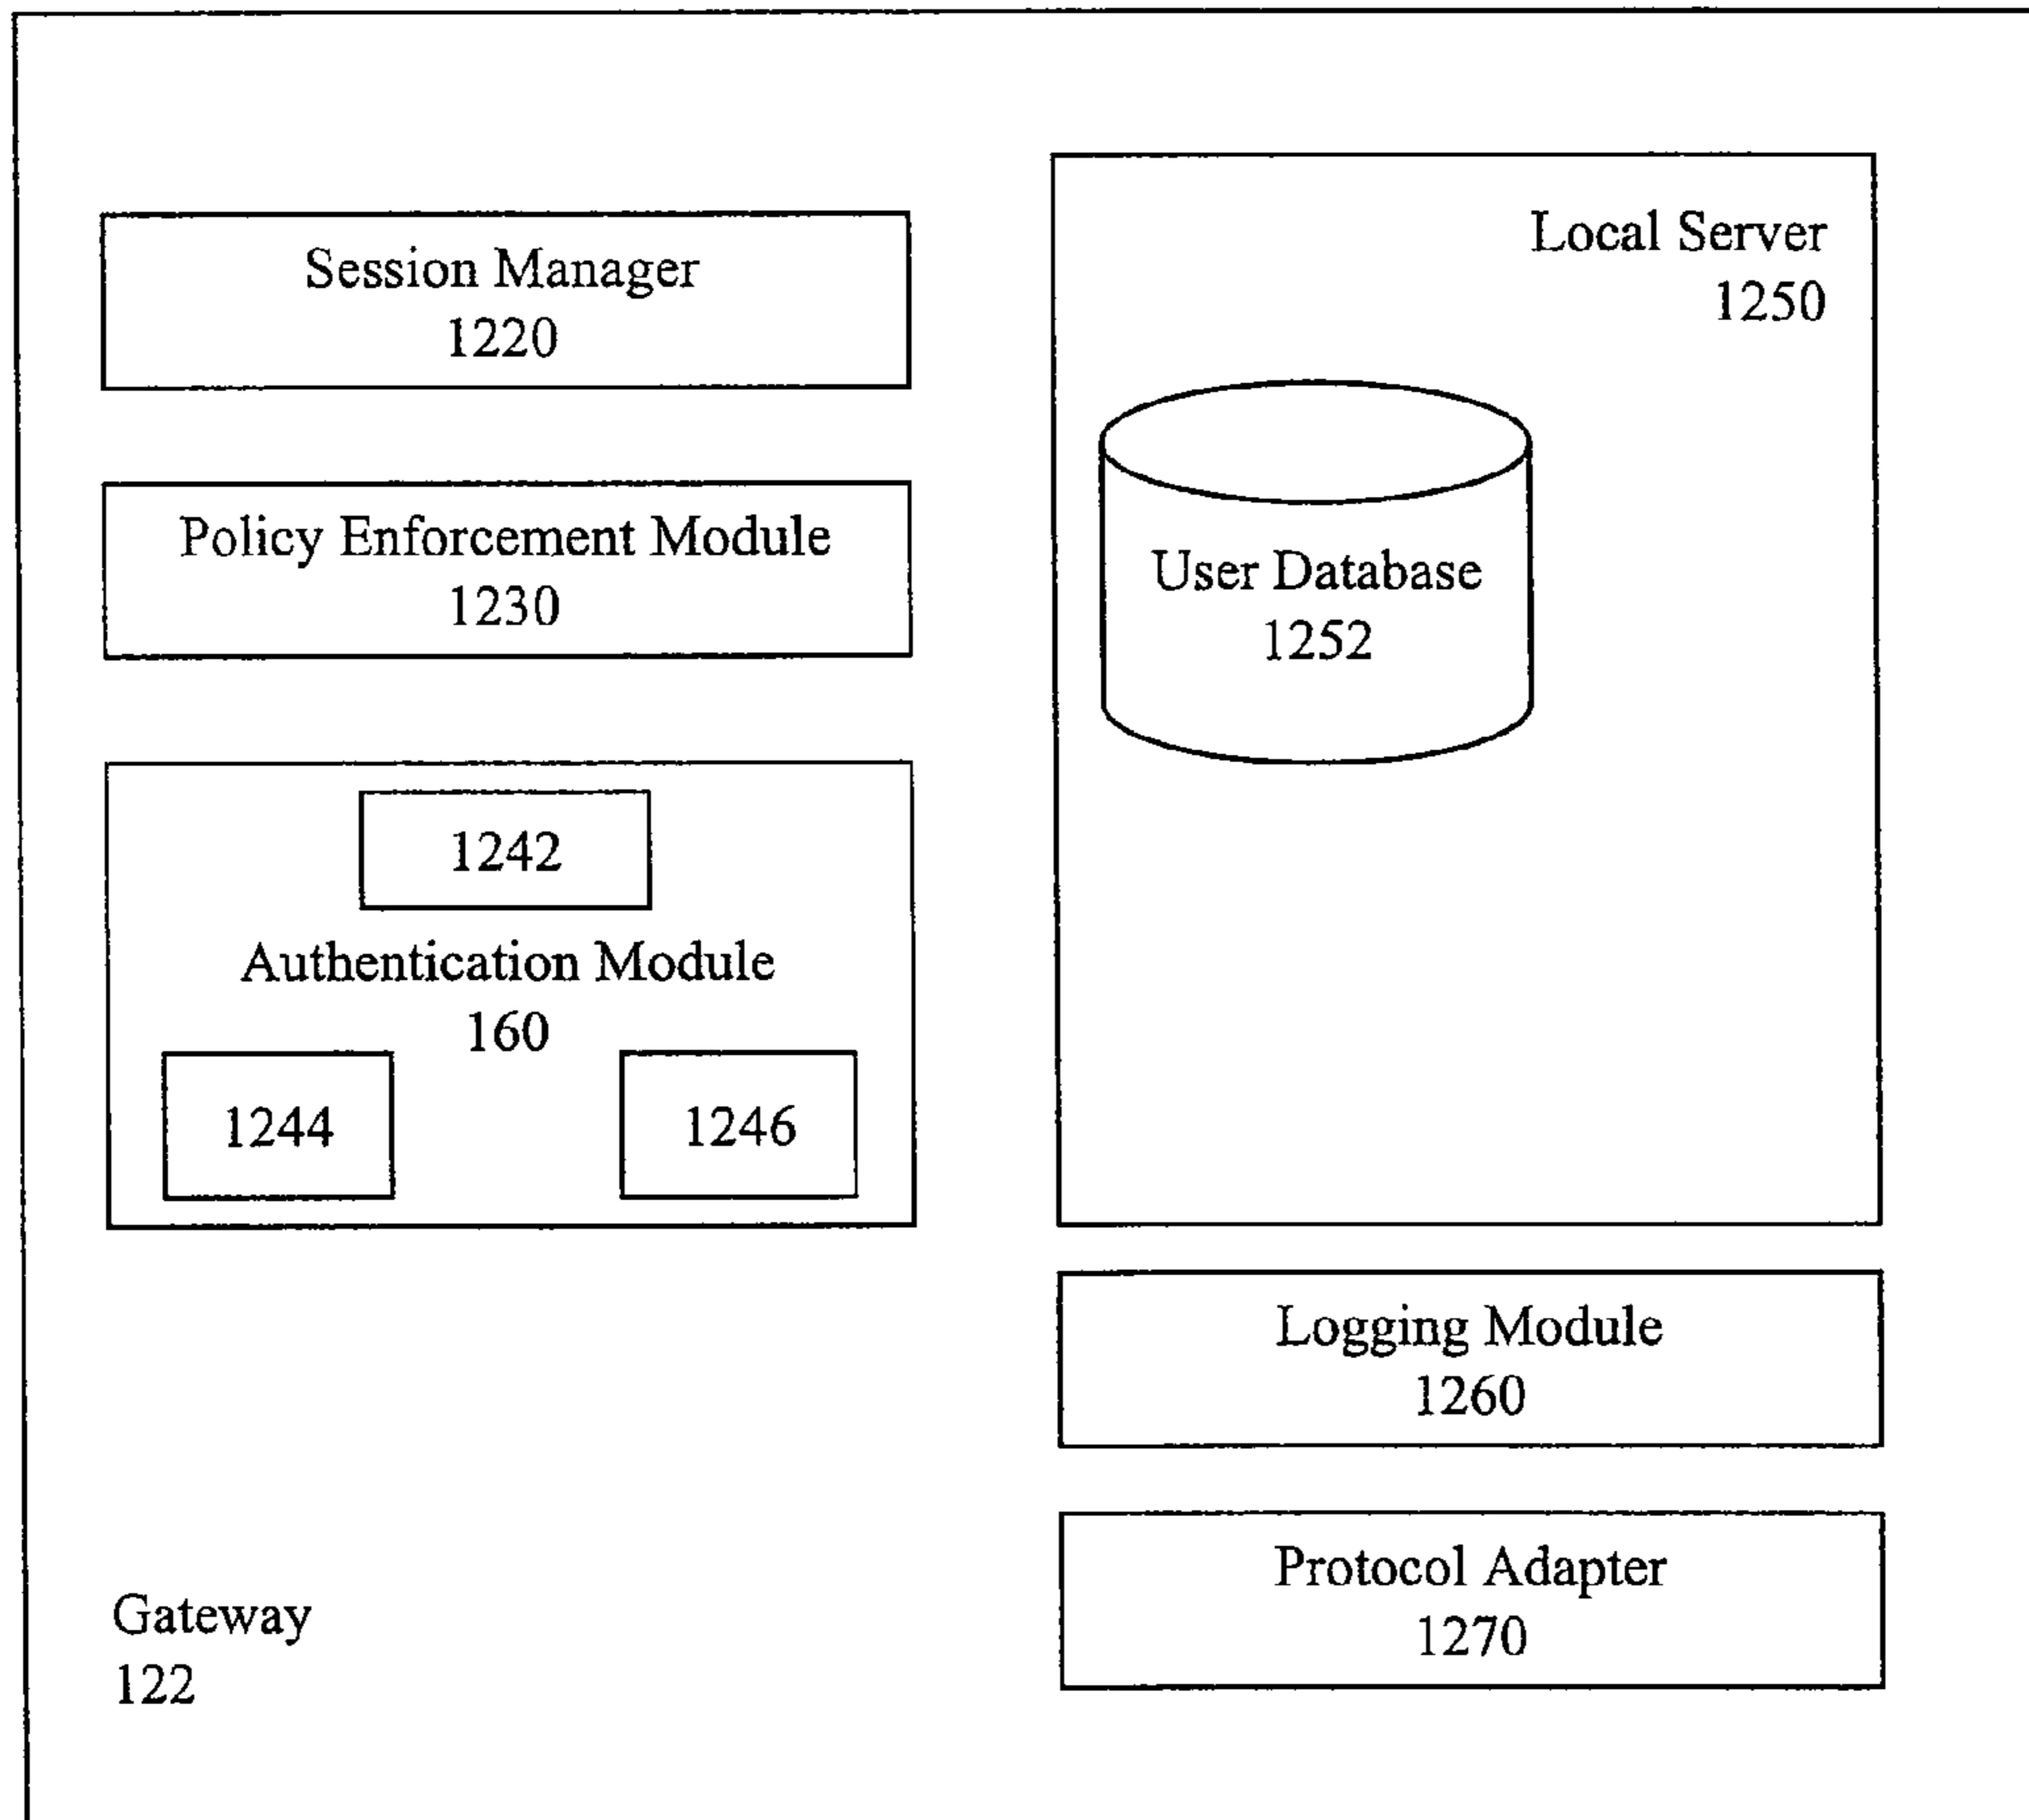 Session Manager
1220
Policy Enforcement Module
1230
1242
Authentication Module
160
1244
1246
Local Server
1250
User Database
1252
Logging Module
1260
Protocol Adapter
1270
Gateway
122